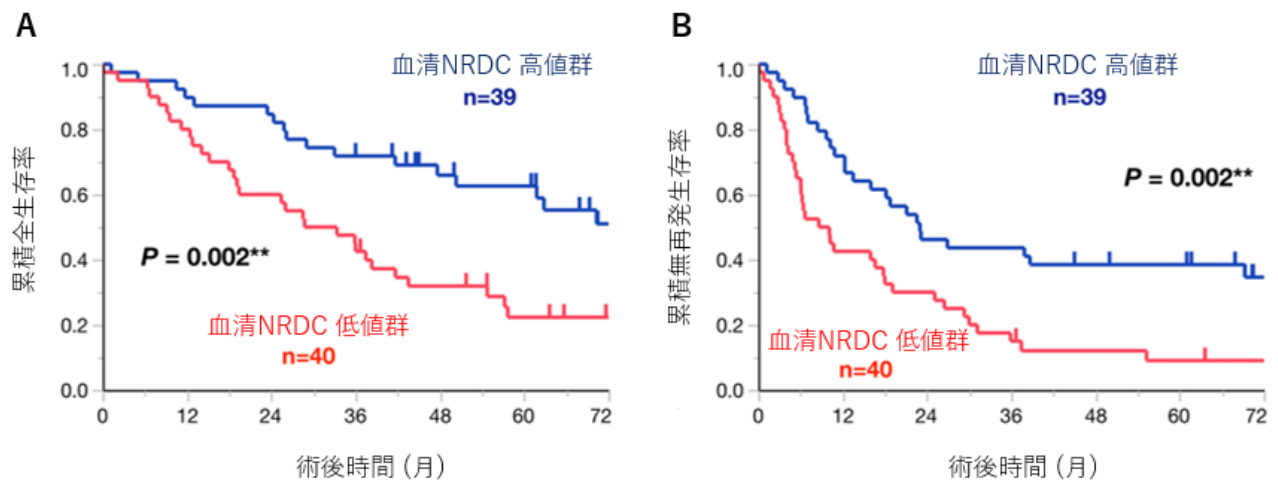 A
1.0
0.8
0.6
0.4
0.2
0.0
0 12 24 36 48 60 72
累積全生存率
術後時間 (月)
血清NRDC 高値群
n=39
P = 0.002**
血清NRDC 低値群
n=40
B
1.0
0.8
0.6
0.4
0.2
0.0
0 12 24 36 48 60 72
累積無再発生存率
術後時間 (月)
血清NRDC 高値群
n=39
P = 0.002**
血清NRDC 低値群
n=40